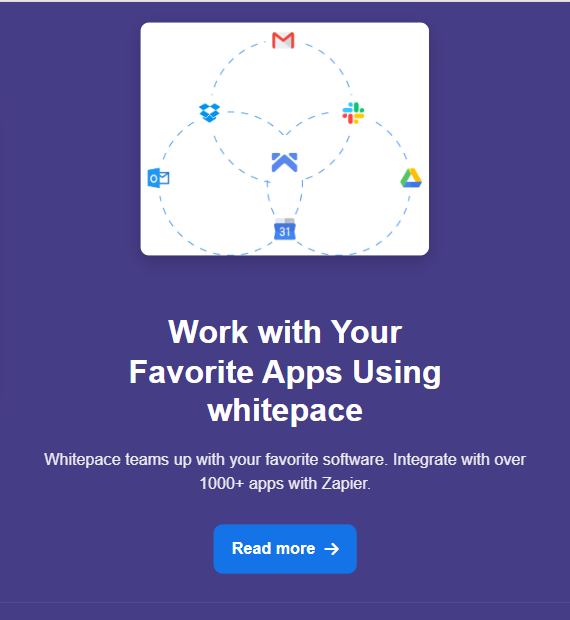 31
Work with Your
Favorite Apps Using
whitepace
Whitepace teams up with your favorite software. Integrate with over
1000+ apps with Zapier.
Read more